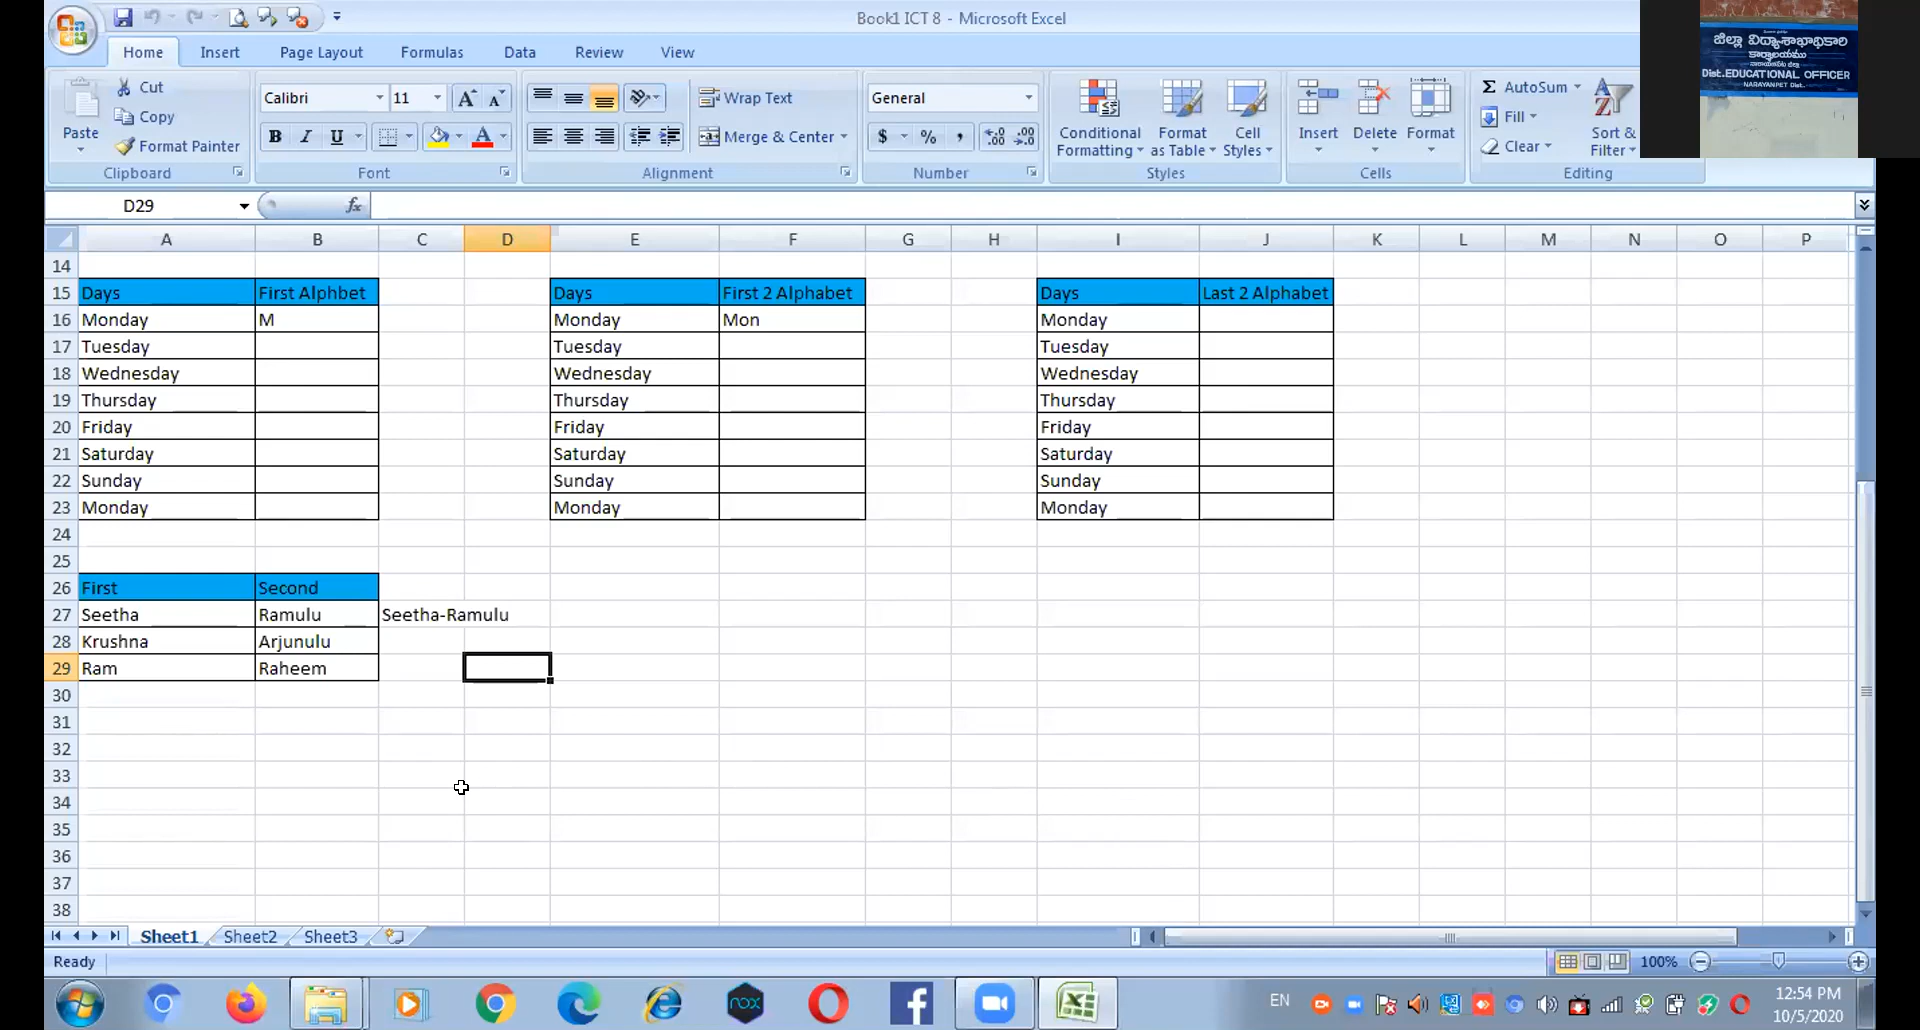 Book1 ICT 8 - Microsoft Excel
Home Insert Page Layout Formulas Data Review View
Paste
Cut
Copy
Format Painter
Clipboard
Calibri 11
B I U
Font
Wrap Text
Merge & Center
Alignment
General
$ % ,
Number
Conditional Formatting
Format as Table
Cell Styles
Styles
Insert Delete Format
Cells
AutoSum
Fill
Clear
Sort & Filter
Editing
Dist.EDUCATIONAL OFFICER
NARAYANPET Dist.
D29 fx
A B C D E F G H I J K L M N O P
14
15 Days First Alphbet Days First 2 Alphabet Days Last 2 Alphabet
16 Monday M Monday Mon Monday
17 Tuesday Tuesday Tuesday
18 Wednesday Wednesday Wednesday
19 Thursday Thursday Thursday
20 Friday Friday Friday
21 Saturday Saturday Saturday
22 Sunday Sunday Sunday
23 Monday Monday Monday
24
25
26 First Second
27 Seetha Ramulu Seetha-Ramulu
28 Krushna Arjunulu
29 Ram Raheem
30
31
32
33
34
35
36
37
38
Sheet1 Sheet2 Sheet3
Ready 100%
nox EN 12:54 PM
10/5/2020